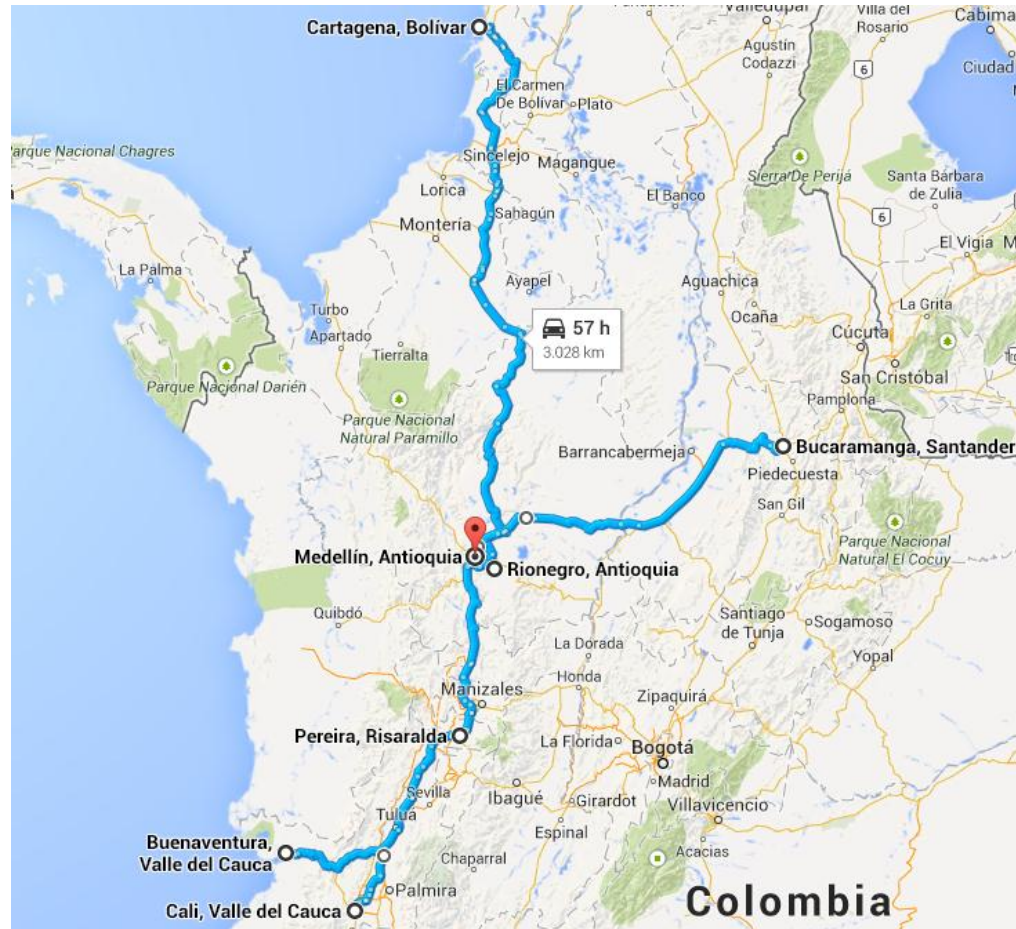 Valledupar
Villa del
Rosario
Cabima
Cartagena, Bolívar
Agustín
Codazzi
6
Ciudad
El Carmen
De Bolívar
Plato
Parque Nacional Chagres
Sincelejo
Magangue
Sierra De Perijá
Santa Bárbara
de Zulia
Lorica
El Banco
6
Montería
Sahagún
El Vigia
La Palma
Ayapel
Aguachica
La Grita
Turbo
Ocaña
57 h
3.028 km
Cúcuta
Apartado
Tierralta
San Cristóbal
Parque Nacional Darién
Pamplona
Parque Nacional
Natural Paramillo
Barrancabermeja
Bucaramanga, Santander
Piedecuesta
San Gil
Parque Nacional
Natural El Cocuy
Medellín, Antioquia
Rionegro, Antioquia
Quibdó
Santiago
de Tunja
Sogamoso
La Dorada
Yopal
Honda
Manizales
Zipaquirá
Pereira, Risaralda
La Florida
Bogotá
Madrid
Sevilla
Ibagué
Girardot
Villavicencio
Tulua
Espinal
Buenaventura,
Valle del Cauca
Acacias
Chaparral
Palmira
Cali, Valle del Cauca
Colombia